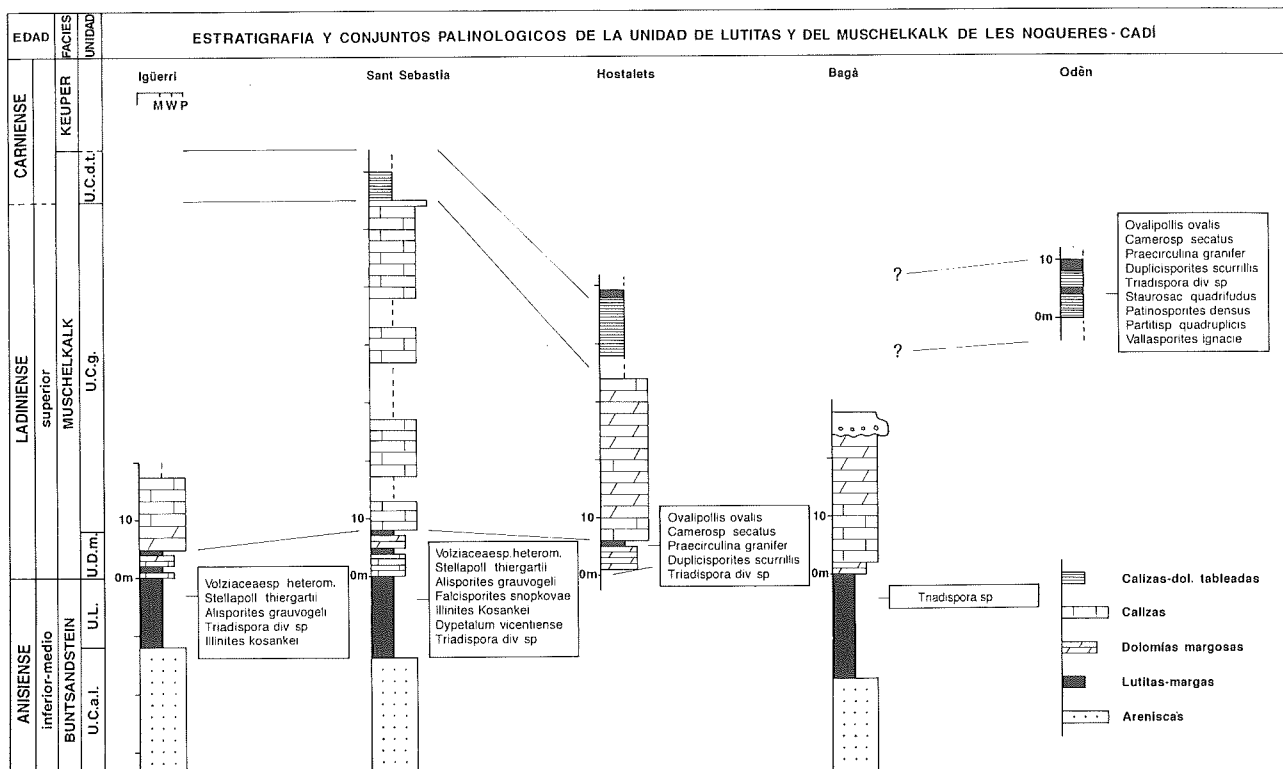 EDAD
FACIES
UNIDAD
ESTRATIGRAFIA Y CONJUNTOS PALINOLOGICOS DE LA UNIDAD DE LUTITAS Y DEL MUSCHELKALK DE LES NOGUERES - CADÍ
CARNIENSE
LADINIENSE
superior
ANISIENSE
inferior-medio
KEUPER
MUSCHELKALK
BUNTSANDSTEIN
U.C.d.t.
U.C.g.
U.D.m.
U.L.
U.C.a.l.
Igüerri
M W P
10
0m
Volziaceaesp heterom.
Stellapoll thiergartii
Alisporites grauvogeli
Triadispora div sp
Illinites kosankei
Sant Sebastia
10
0m
Volziaceaesp.heterom.
Stellapoll thiergartii
Alisporites grauvogeli
Falcisporites snopkovae
Illinites Kosankei
Dypetalum vicentiense
Triadispora div sp
Hostalets
10
0m
Ovalipollis ovalis
Camerosp secatus
Praecirculina granifer
Duplicisporites scurrillis
Triadispora div sp
Bagà
10
0m
Triadispora sp
?
?
Odèn
10
0m
Ovalipollis ovalis
Camerosp secatus
Praecirculina granifer
Duplicisporites scurrillis
Triadispora div sp
Staurosac quadrifudus
Patinosporites densus
Partitisp quadruplicis
Vallasporites ignacie
Calizas-dol. tableadas
Calizas
Dolomías margosas
Lutitas-margas
Areniscas